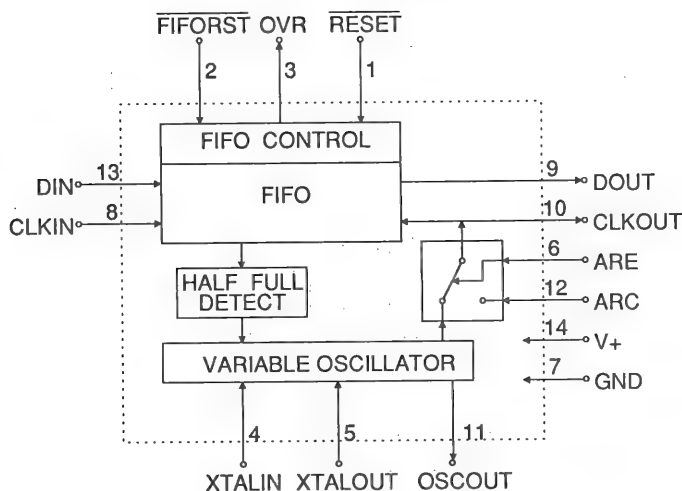 FIFORST OVR RESET
2 3 1
FIFO CONTROL
DIN 13
FIFO
9 DOUT
CLKIN 8
10 CLKOUT
6 ARE
HALF FULL
DETECT
12 ARC
14 V+
VARIABLE OSCILLATOR
7 GND
4 5 11
XTALIN XTALOUT OSCOUT